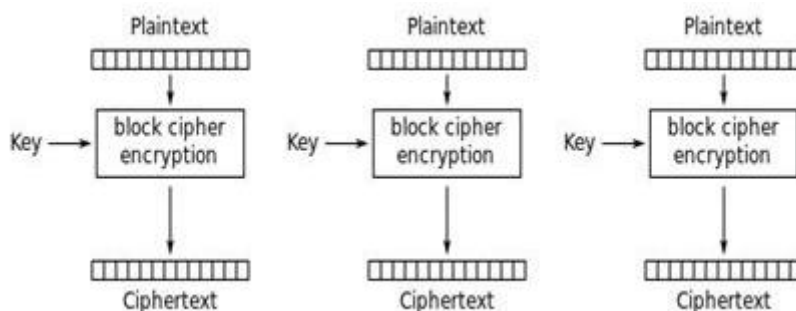 Plaintext Plaintext Plaintext
Key block cipher encryption Key block cipher encryption Key block cipher encryption
Ciphertext Ciphertext Ciphertext